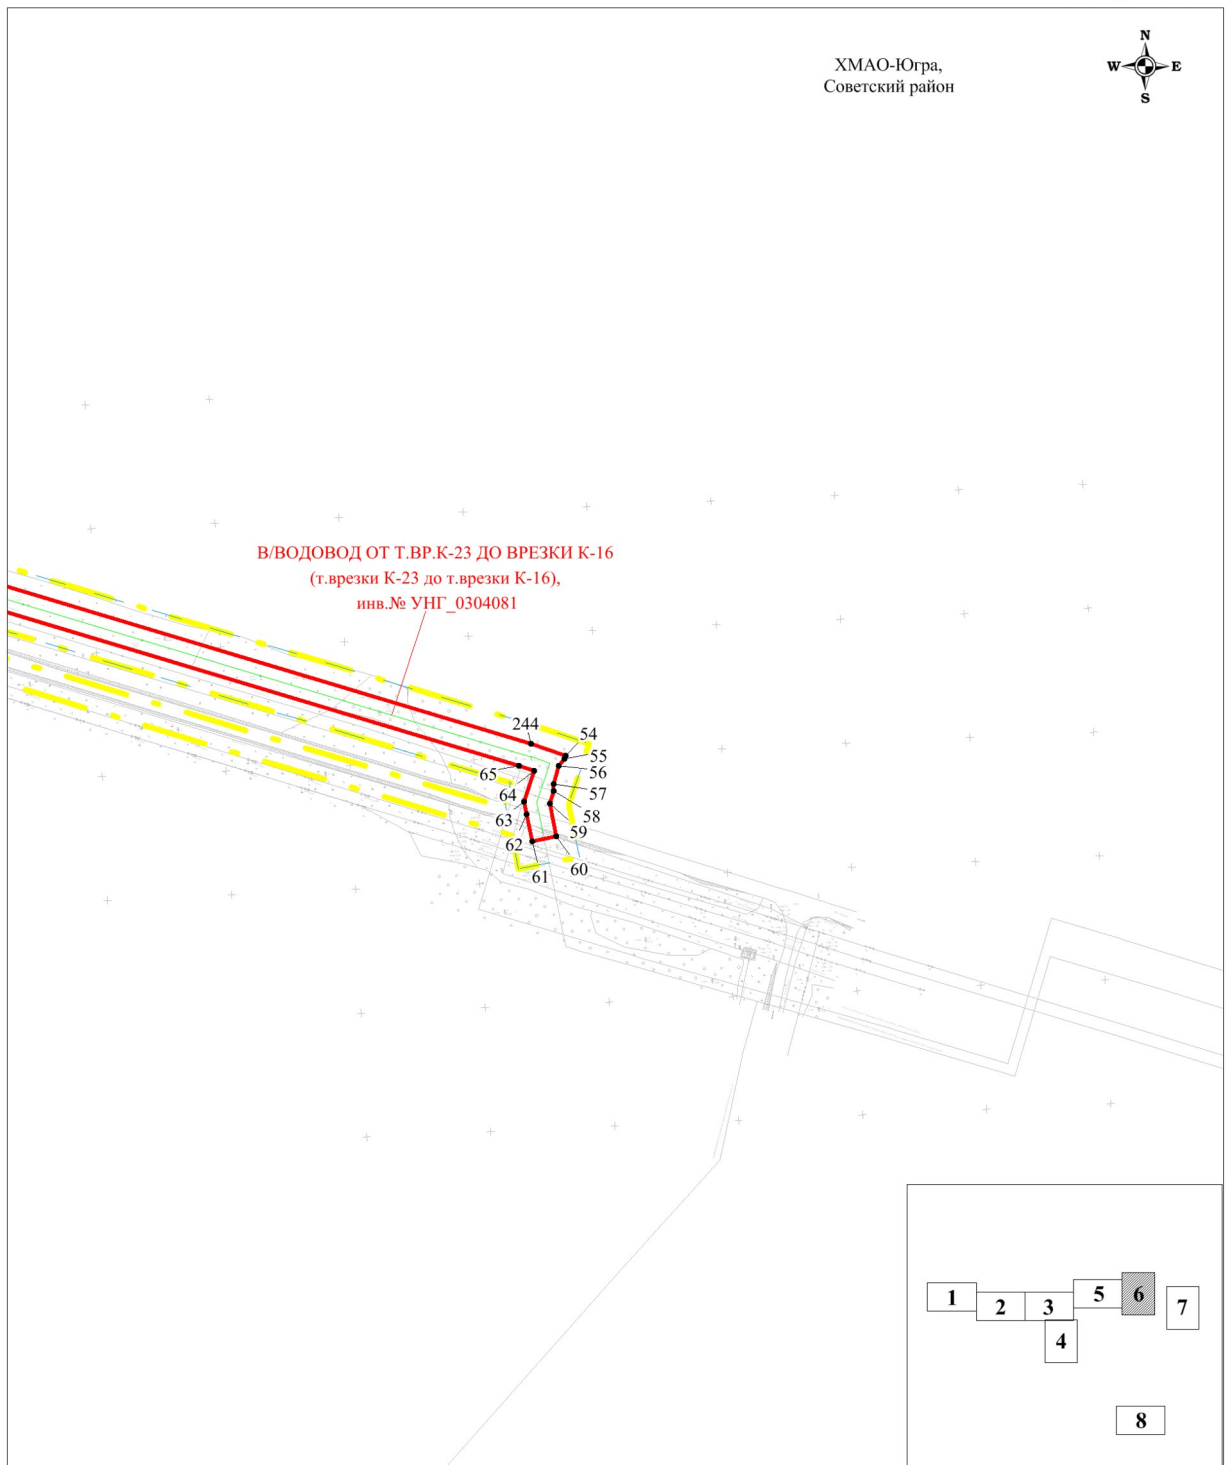 ХМАО-Югра,
Советский район
N
W E
S
В/ВОДОВОД ОТ Т.ВР.К-23 ДО ВРЕЗКИ К-16
(т.врезки К-23 до т.врезки К-16),
инв.№ УНГ_0304081
244
54
55
56
57
58
59
60
61
62
63
64
65
1
2
3
4
5
6
7
8